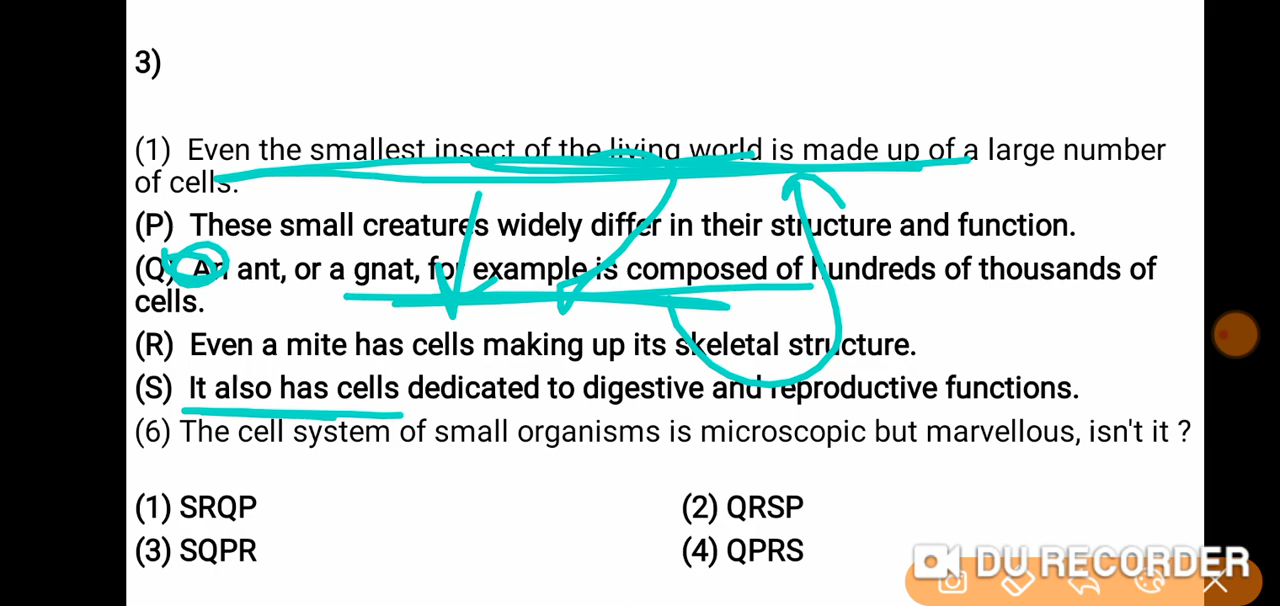 3)
(1) Even the smallest insect of the living world is made up of a large number
of cells.
(P) These small creatures widely differ in their structure and function.
(Q) An ant, or a gnat, for example is composed of hundreds of thousands of
cells.
(R) Even a mite has cells making up its skeletal structure.
(S) It also has cells dedicated to digestive and reproductive functions.
(6) The cell system of small organisms is microscopic but marvellous, isn't it ?
(1) SRQP (2) QRSP
(3) SQPR (4) QPRS
DU RECORDER